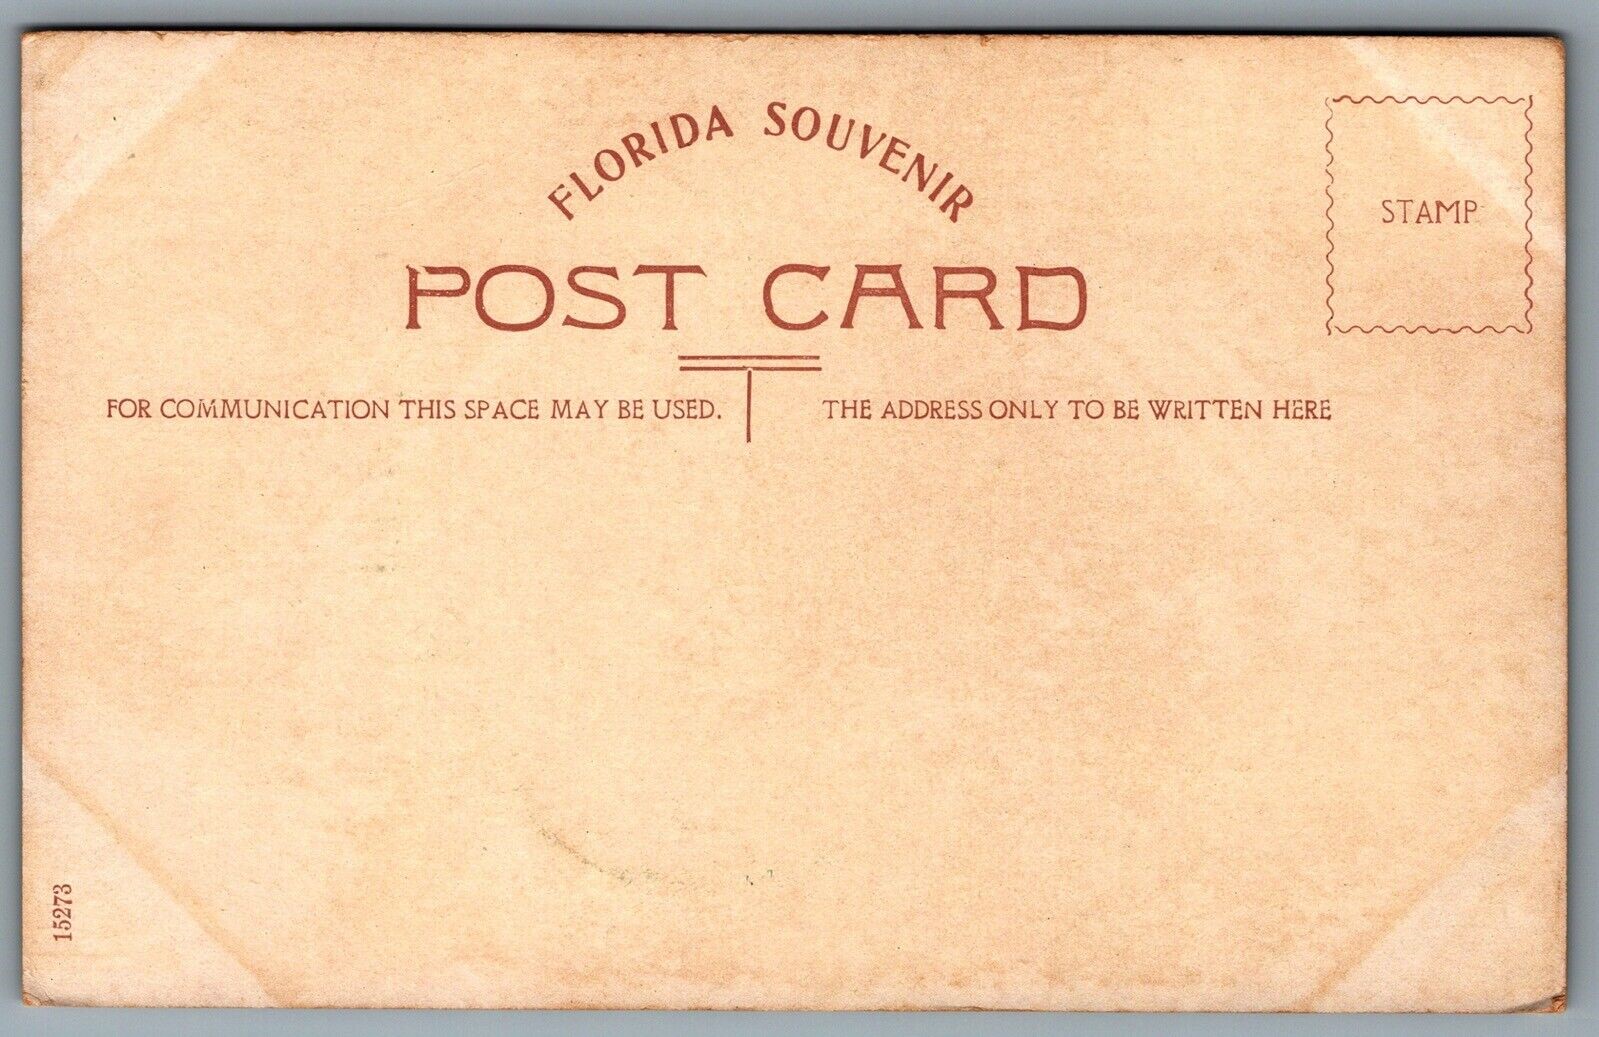 FLORIDA SOUVENIR
POST CARD
STAMP
FOR COMMUNICATION THIS SPACE MAY BE USED.
THE ADDRESS ONLY TO BE WRITTEN HERE
15273